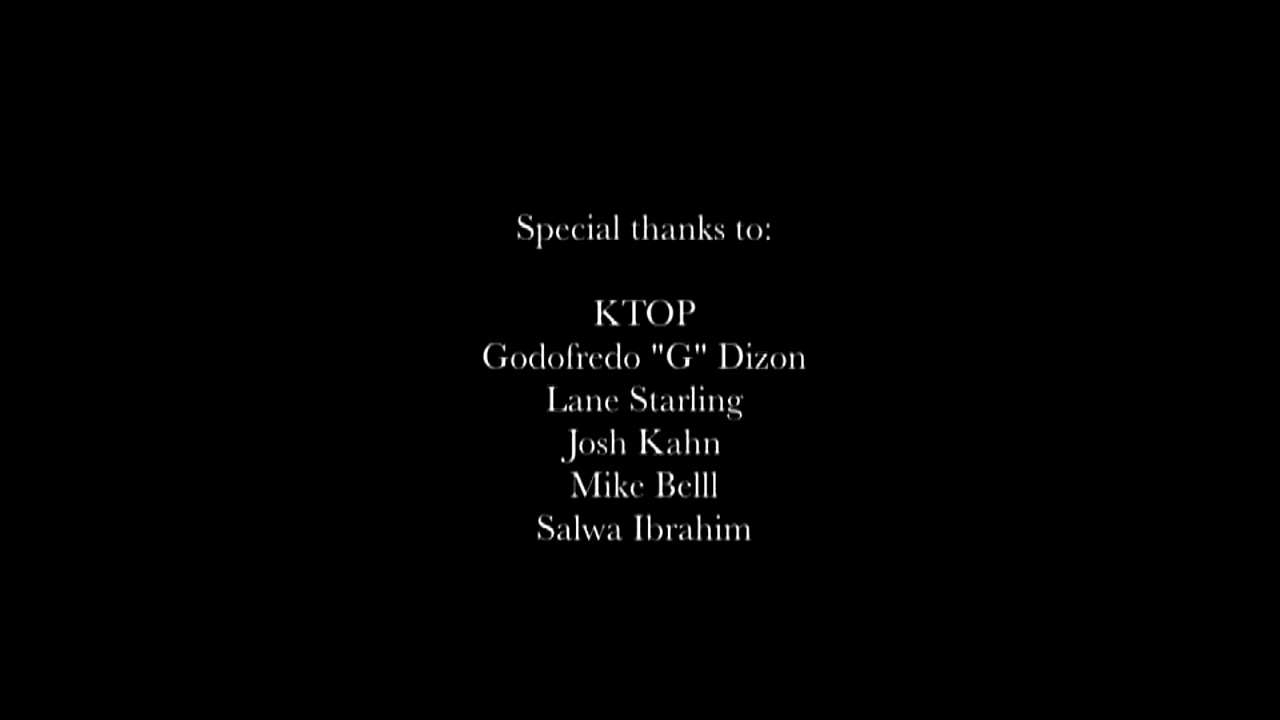 Special thanks to:
KTOP
Godofredo "G" Dizon
Lane Starling
Josh Kahn
Mike Belll
Salwa Ibrahim